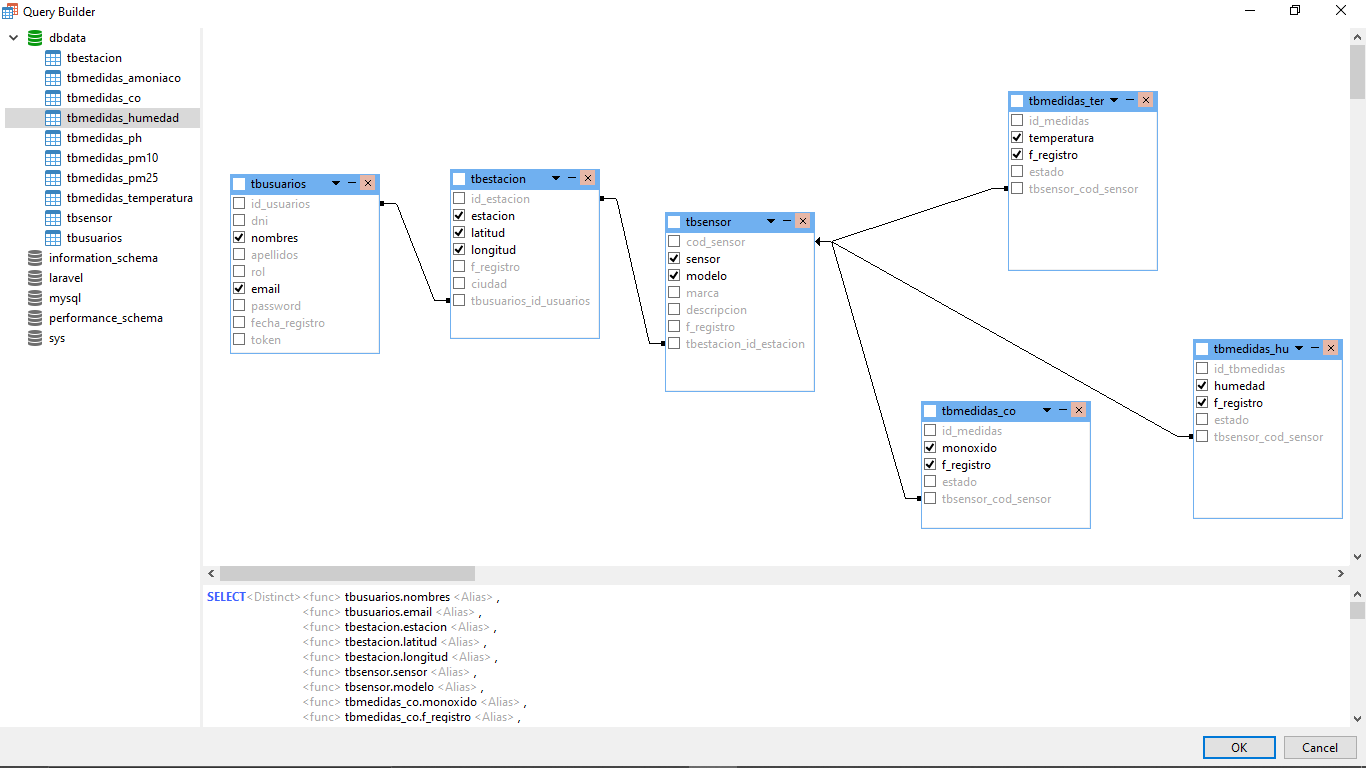 Query Builder
dbdata
tbestacion
tbmedidas_amoniaco
tbmedidas_co
tbmedidas_humedad
tbmedidas_ph
tbmedidas_pm10
tbmedidas_pm25
tbmedidas_temperatura
tbsensor
tbusuarios
information_schema
laravel
mysql
performance_schema
sys
tbusuarios
id_usuarios
dni
nombres
apellidos
rol
email
password
fecha_registro
token
tbestacion
id_estacion
estacion
latitud
longitud
f_registro
ciudad
tbusuarios_id_usuarios
tbsensor
cod_sensor
sensor
modelo
marca
descripcion
f_registro
tbestacion_id_estacion
tbmedidas_ter
id_medidas
temperatura
f_registro
estado
tbsensor_cod_sensor
tbmedidas_co
id_medidas
monoxido
f_registro
estado
tbsensor_cod_sensor
tbmedidas_hu
id_tbmedidas
humedad
f_registro
estado
tbsensor_cod_sensor
SELECT <Distinct> <func> tbusuarios.nombres <Alias> ,
<func> tbusuarios.email <Alias> ,
<func> tbestacion.estacion <Alias> ,
<func> tbestacion.latitud <Alias> ,
<func> tbestacion.longitud <Alias> ,
<func> tbsensor.sensor <Alias> ,
<func> tbsensor.modelo <Alias> ,
<func> tbmedidas_co.monoxido <Alias> ,
<func> tbmedidas_co.f_registro <Alias> ,
OK
Cancel